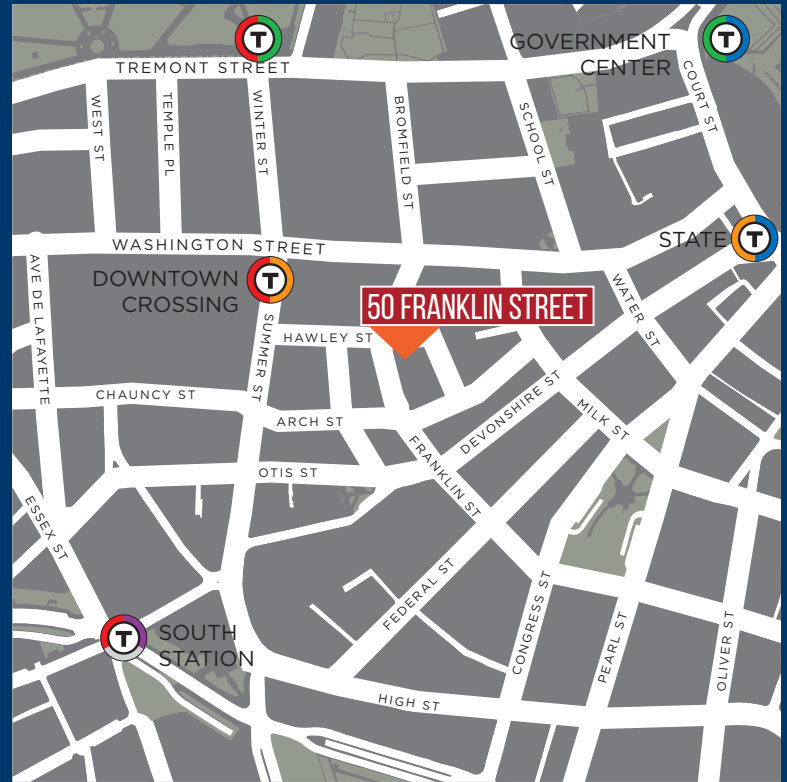 T
T
GOVERNMENT
CENTER
TREMONT STREET
COURT ST
WEST ST
TEMPLE PL
WINTER ST
BROMFIELD ST
SCHOOL ST
WASHINGTON STREET
STATE
T
AVE DE LAFAYETTE
DOWNTOWN
CROSSING
T
WATER ST
50 FRANKLIN STREET
SUMMER ST
HAWLEY ST
CHAUNCY ST
ARCH ST
DEVONSHIRE ST
MILK ST
OTIS ST
FRANKLIN ST
ESSEX ST
FEDERAL ST
CONGRESS ST
PEARL ST
OLIVER ST
T
SOUTH
STATION
HIGH ST